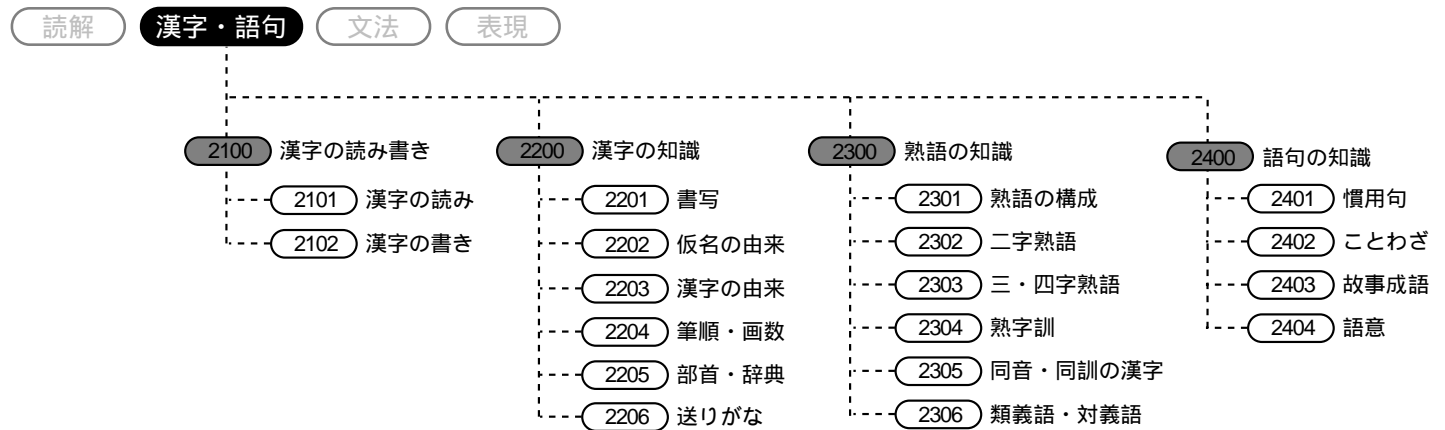 読解 漢字・語句 文法 表現
2100 漢字の読み書き
2101 漢字の読み
2102 漢字の書き
2200 漢字の知識
2201 書写
2202 仮名の由来
2203 漢字の由来
2204 筆順・画数
2205 部首・辞典
2206 送りがな
2300 熟語の知識
2301 熟語の構成
2302 二字熟語
2303 三・四字熟語
2304 熟字訓
2305 同音・同訓の漢字
2306 類義語・対義語
2400 語句の知識
2401 慣用句
2402 ことわざ
2403 故事成語
2404 語意